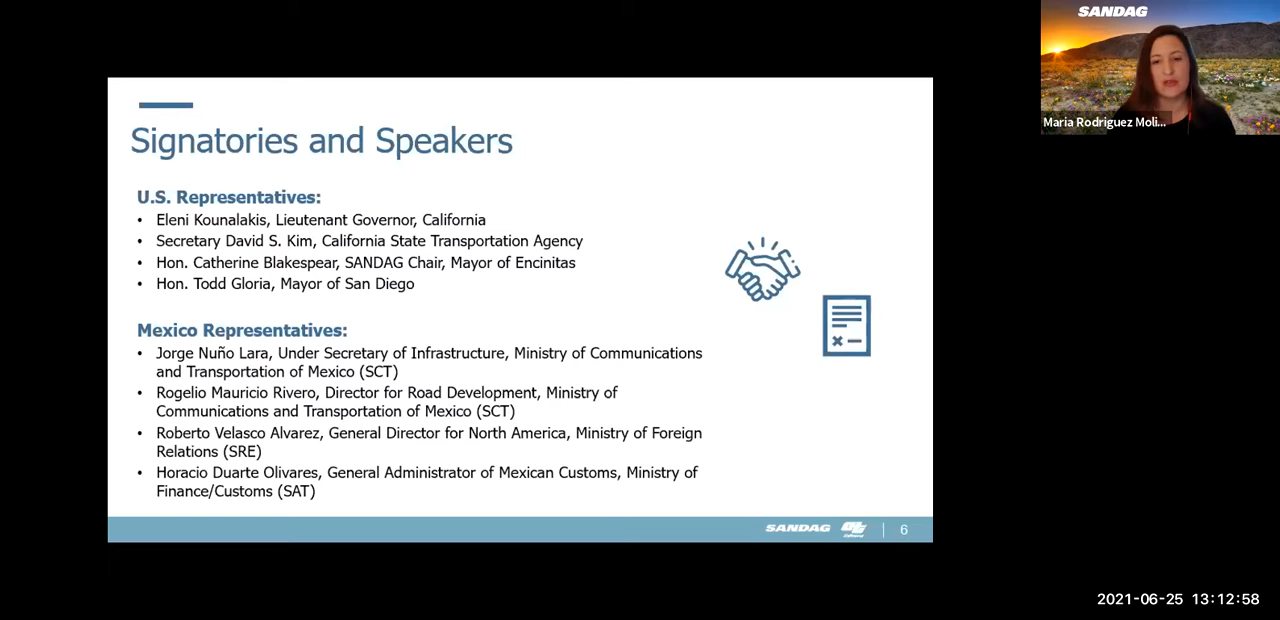 SANDAG
Maria Rodriguez Moli...
Signatories and Speakers
U.S. Representatives:
• Eleni Kounalakis, Lieutenant Governor, California
• Secretary David S. Kim, California State Transportation Agency
• Hon. Catherine Blakespear, SANDAG Chair, Mayor of Encinitas
• Hon. Todd Gloria, Mayor of San Diego
Mexico Representatives:
• Jorge Nuño Lara, Under Secretary of Infrastructure, Ministry of Communications
and Transportation of Mexico (SCT)
• Rogelio Mauricio Rivero, Director for Road Development, Ministry of
Communications and Transportation of Mexico (SCT)
• Roberto Velasco Alvarez, General Director for North America, Ministry of Foreign
Relations (SRE)
• Horacio Duarte Olivares, General Administrator of Mexican Customs, Ministry of
Finance/Customs (SAT)
SANDAG | 6
2021-06-25 13:12:58